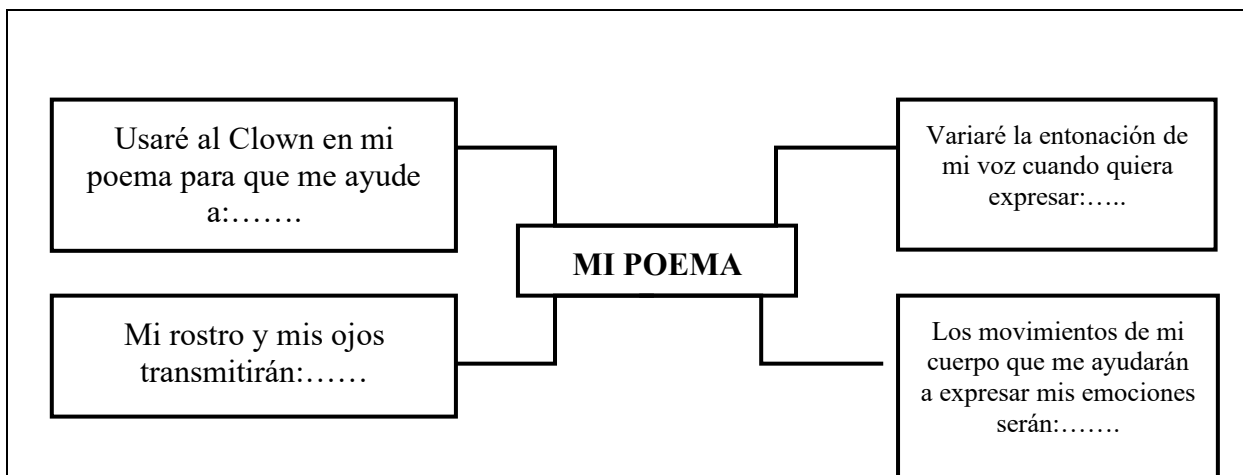 Usaré al Clown en mi
poema para que me ayude
a:…….
Variaré la entonación de
mi voz cuando quiera
expresar:…..
MI POEMA
Mi rostro y mis ojos
transmitirán:……
Los movimientos de mi
cuerpo que me ayudarán
a expresar mis emociones
serán:…….